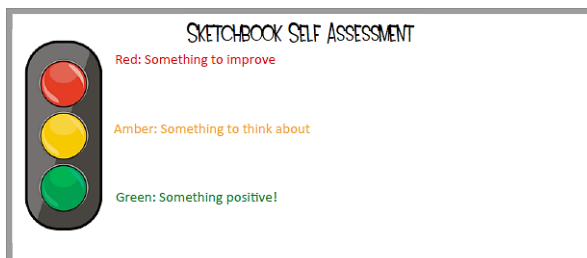 Sketchbook Self Assessment
Red: Something to improve
Amber: Something to think about
Green: Something positive!